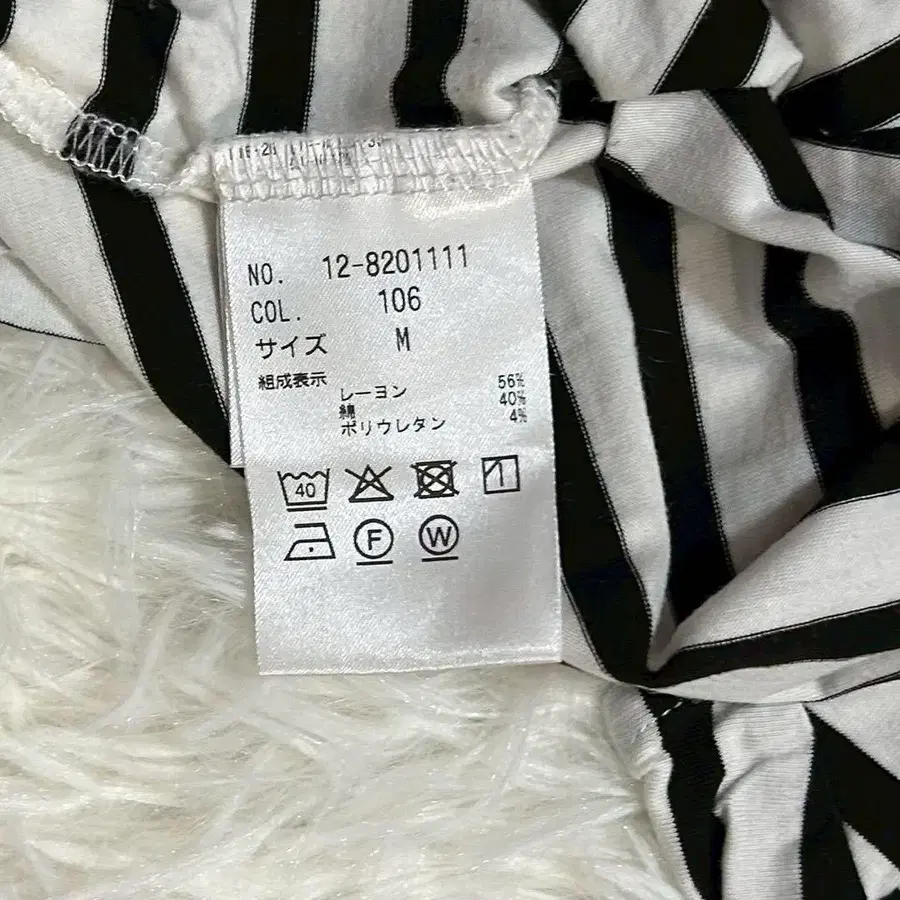 NO. 12-8201111
COL. 106
サイズ M
組成表示
レーヨン 56%
綿 40%
ポリウレタン 4%
40
F W